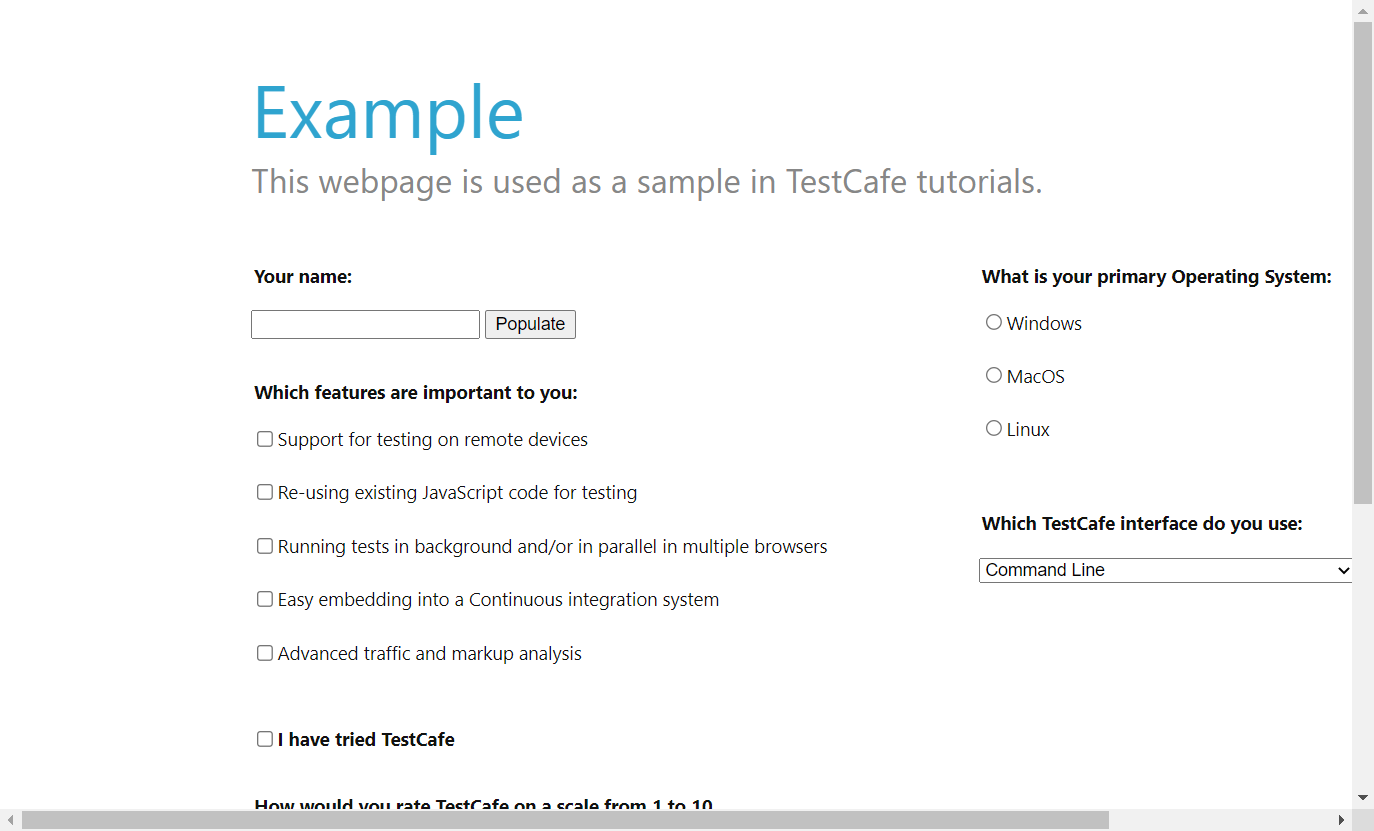 Example
This webpage is used as a sample in TestCafe tutorials.
Your name:
Populate
Which features are important to you:
Support for testing on remote devices
Re-using existing JavaScript code for testing
Running tests in background and/or in parallel in multiple browsers
Easy embedding into a Continuous integration system
Advanced traffic and markup analysis
I have tried TestCafe
How would you rate TestCafe on a scale from 1 to 10
What is your primary Operating System:
Windows
MacOS
Linux
Which TestCafe interface do you use:
Command Line